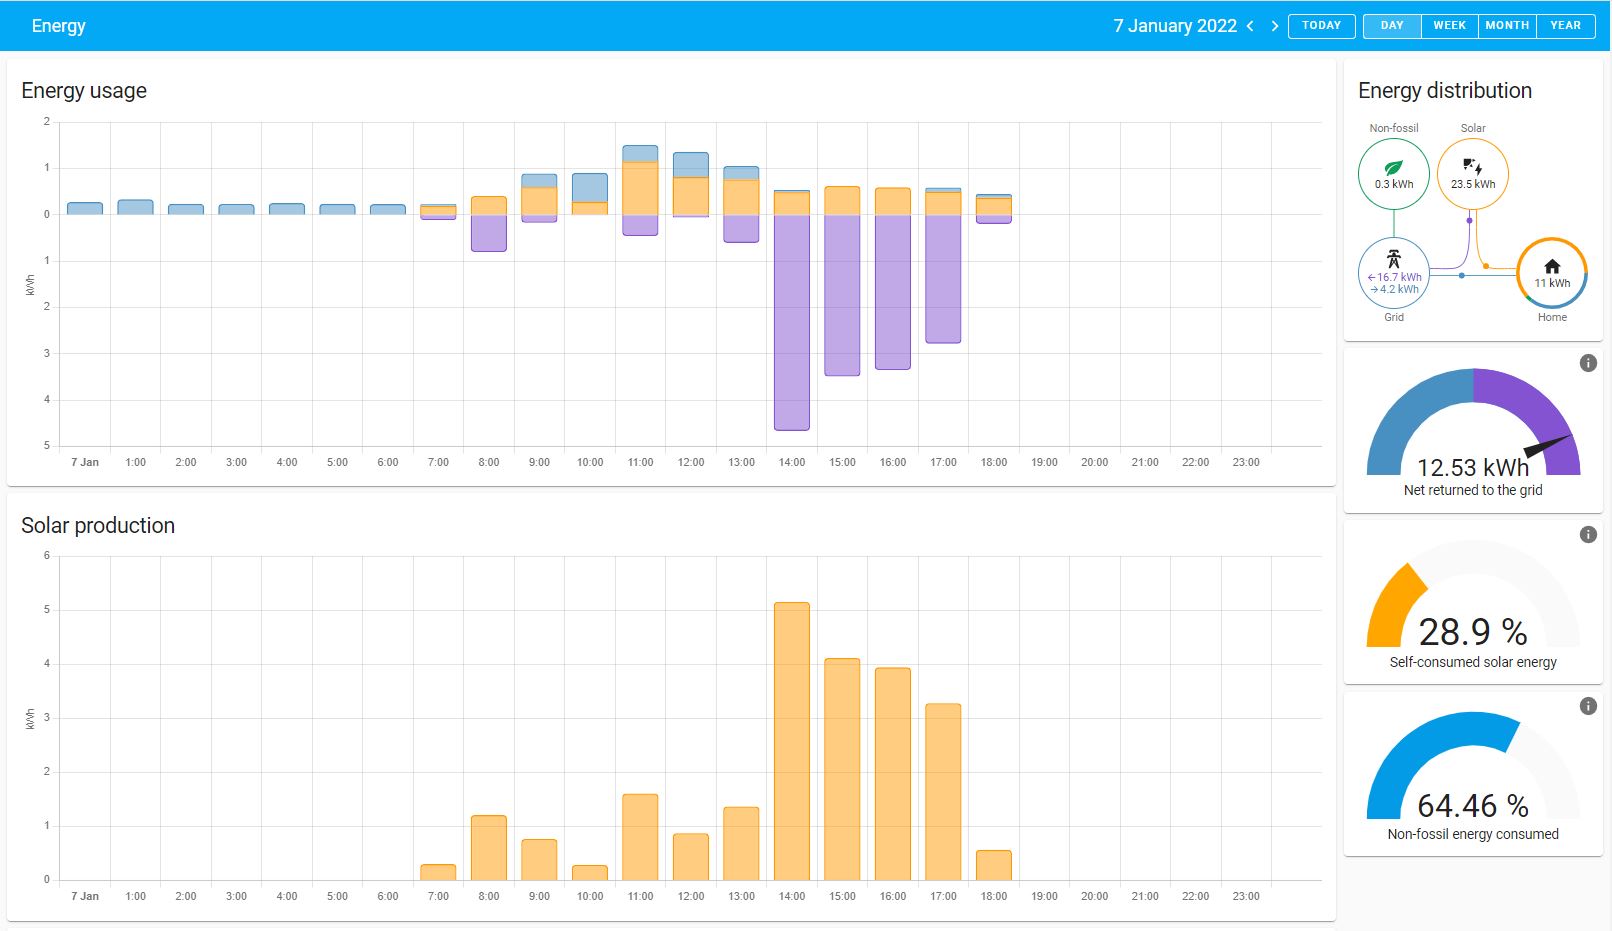 Energy
7 January 2022
TODAY
DAY WEEK MONTH YEAR
Energy usage
2
1
0
1
2
3
4
5
kWh
7 Jan 1:00 2:00 3:00 4:00 5:00 6:00 7:00 8:00 9:00 10:00 11:00 12:00 13:00 14:00 15:00 16:00 17:00 18:00 19:00 20:00 21:00 22:00 23:00
Solar production
6
5
4
3
2
1
0
kWh
7 Jan 1:00 2:00 3:00 4:00 5:00 6:00 7:00 8:00 9:00 10:00 11:00 12:00 13:00 14:00 15:00 16:00 17:00 18:00 19:00 20:00 21:00 22:00 23:00
Energy distribution
Non-fossil Solar
0.3 kWh 23.5 kWh
←16.7 kWh
→4.2 kWh
11 kWh
Grid Home
12.53 kWh
Net returned to the grid
28.9 %
Self-consumed solar energy
64.46 %
Non-fossil energy consumed